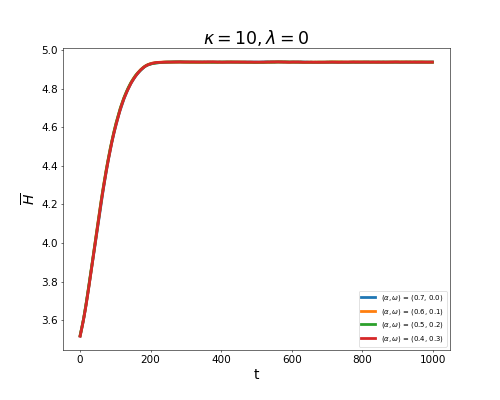 κ = 10, λ = 0
5.0
4.8
4.6
4.4
4.2
4.0
3.8
3.6
H̅
0 200 400 600 800 1000
t
(α, ω) = (0.7, 0.0)
(α, ω) = (0.6, 0.1)
(α, ω) = (0.5, 0.2)
(α, ω) = (0.4, 0.3)